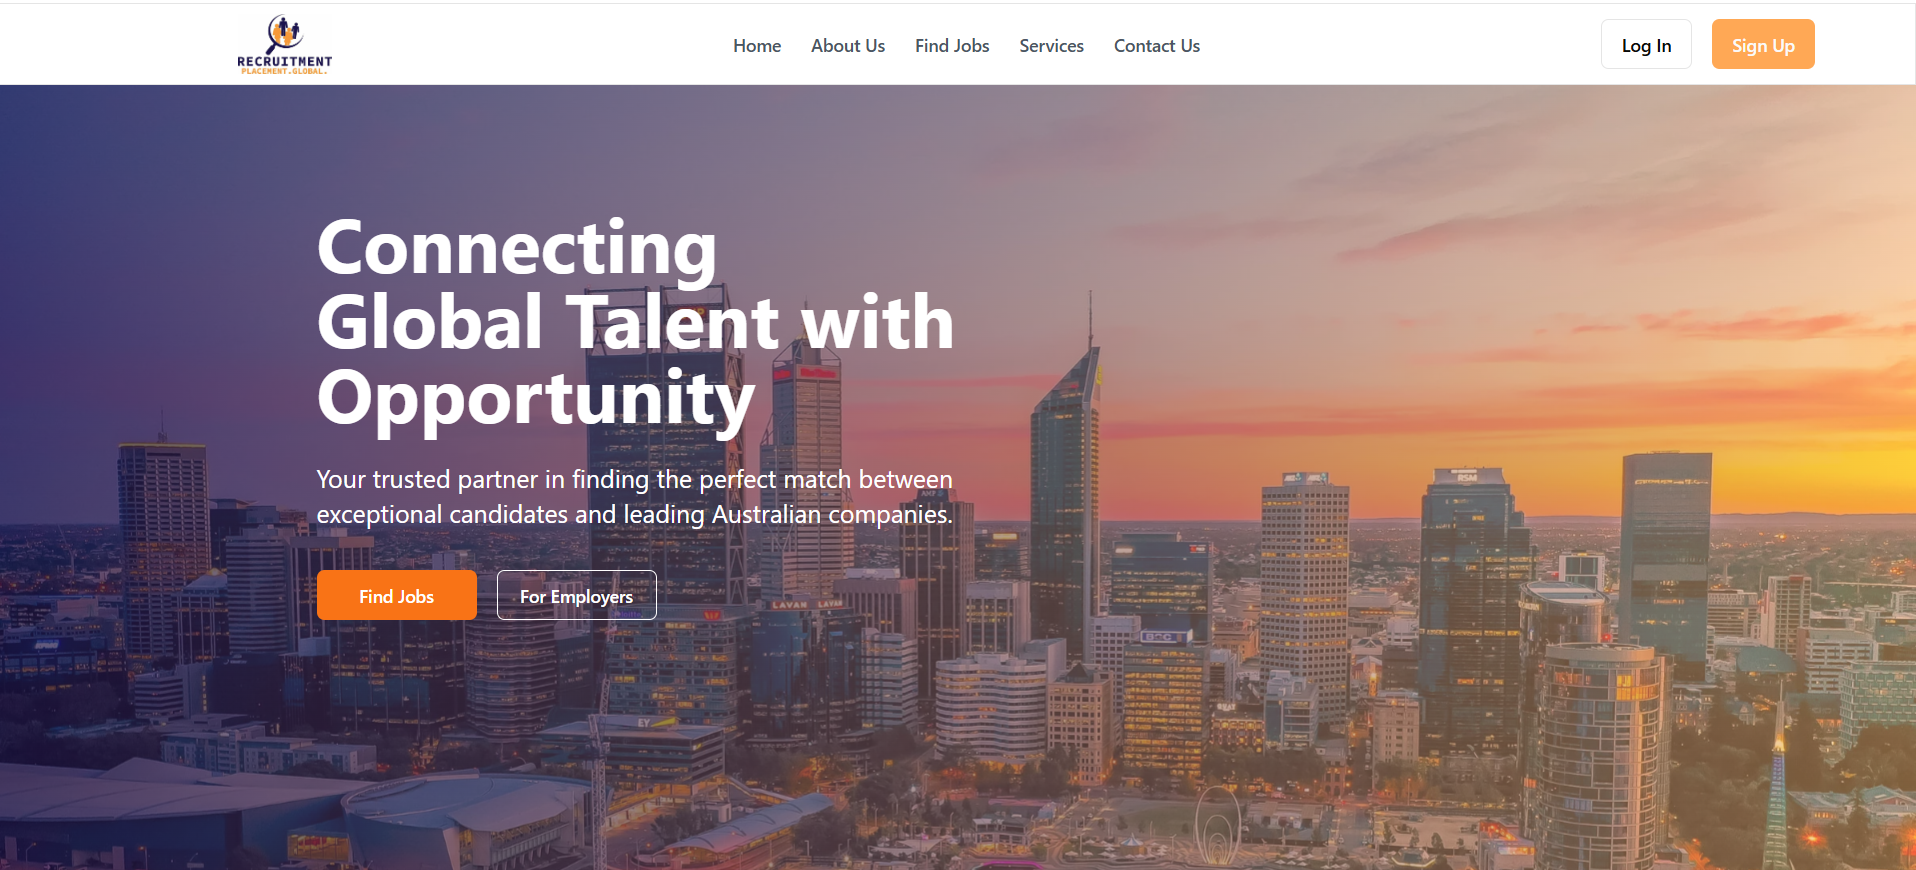 RECRUITMENT
PLACEMENT.GLOBAL.
Home
About Us
Find Jobs
Services
Contact Us
Log In
Sign Up
Connecting
Global Talent with
Opportunity
Your trusted partner in finding the perfect match between
exceptional candidates and leading Australian companies.
Find Jobs
For Employers
RSM
EY